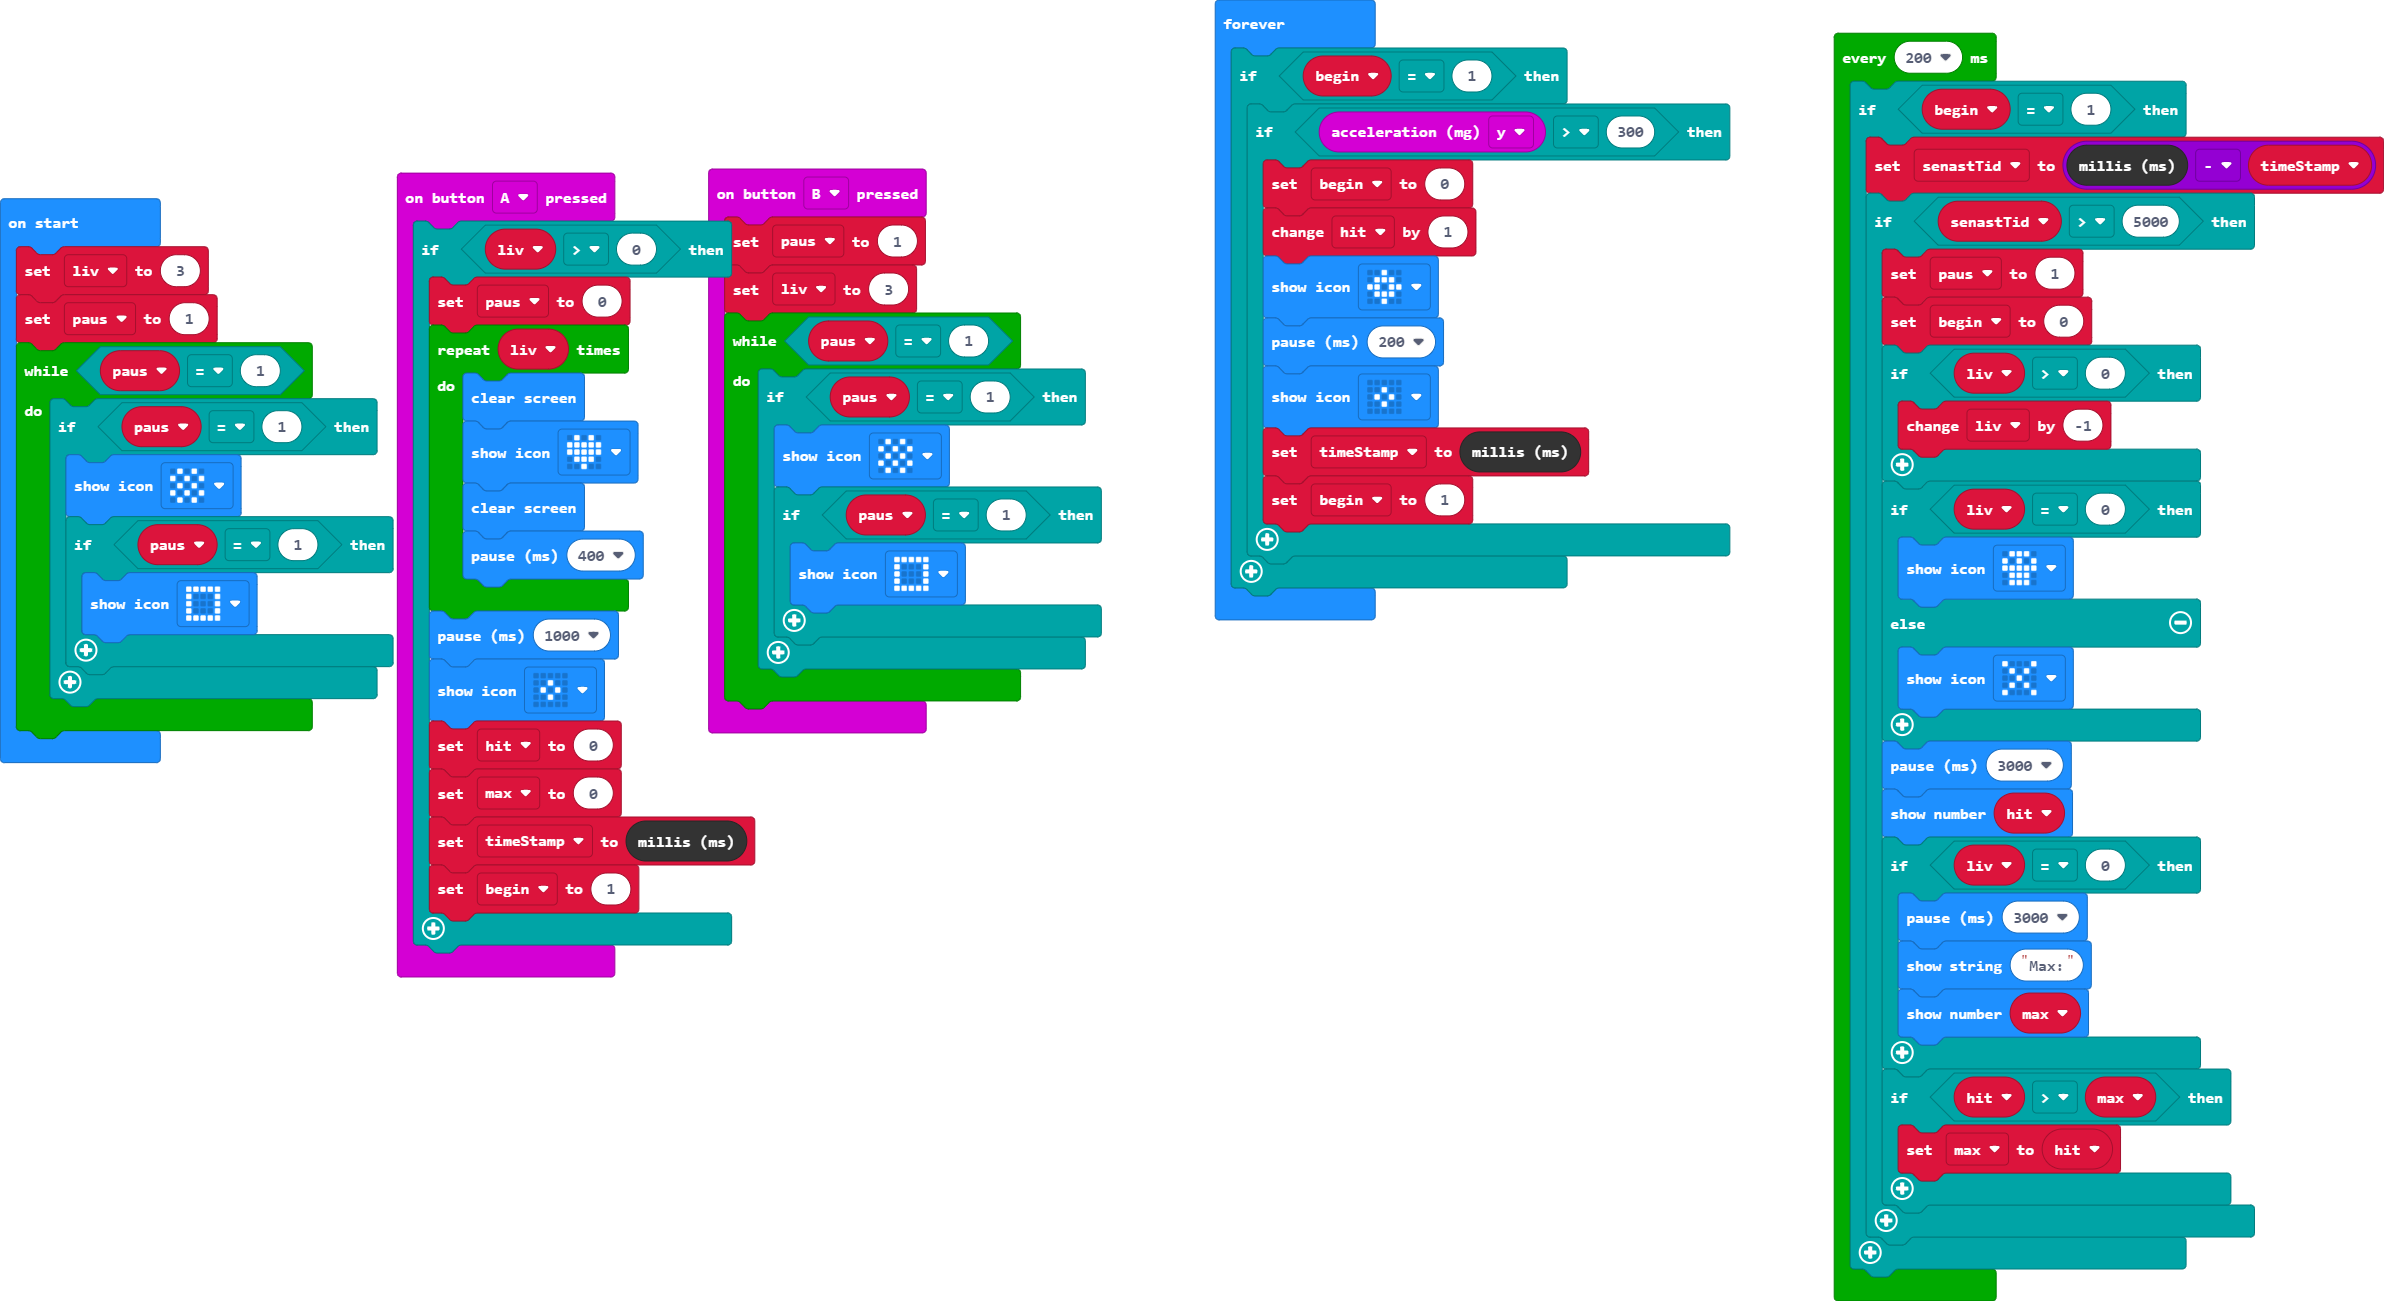 on start
set liv to 3
set paus to 1
while paus = 1
do
if paus = 1 then
show icon
if paus = 1 then
show icon
on button A pressed
if liv > 0 then
set paus to 0
repeat liv times
do
clear screen
show icon
clear screen
pause (ms) 400
pause (ms) 1000
show icon
set hit to 0
set max to 0
set timeStamp to millis (ms)
set begin to 1
on button B pressed
set paus to 1
set liv to 3
while paus = 1
do
if paus = 1 then
show icon
if paus = 1 then
show icon
forever
if begin = 1 then
if acceleration (mg) y > 300 then
set begin to 0
change hit by 1
show icon
pause (ms) 200
show icon
set timeStamp to millis (ms)
set begin to 1
every 200 ms
if begin = 1 then
set senastTid to millis (ms) - timeStamp
if senastTid > 5000 then
set paus to 1
set begin to 0
if liv > 0 then
change liv by -1
if liv = 0 then
show icon
else
show icon
pause (ms) 3000
show number hit
if liv = 0 then
pause (ms) 3000
show string "Max:"
show number max
if hit > max then
set max to hit